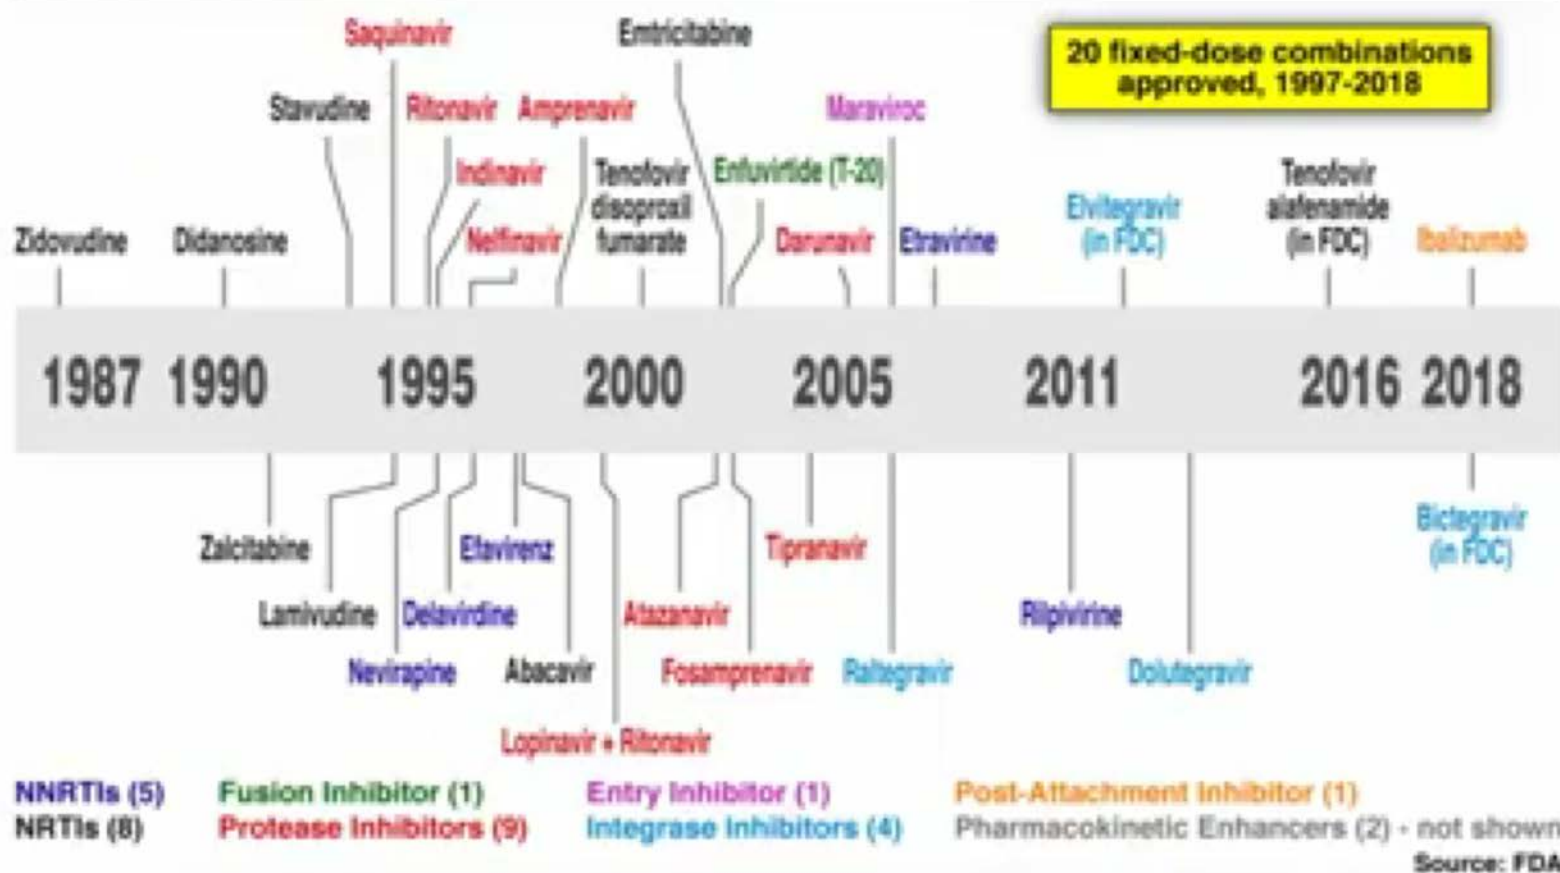 Saquinavir
Emtricitabine
20 fixed-dose combinations
approved, 1997-2018
Stavudine
Ritonavir
Amprenavir
Maraviroc
Indinavir
Tenofovir
disoproxil
fumarate
Enfuvirtide (T-20)
Tenofovir
alafenamide
(in FDC)
Elvitegravir
(in FDC)
Zidovudine
Didanosine
Nelfinavir
Darunavir
Etravirine
Ibalizumab
1987
1990
1995
2000
2005
2011
2016
2018
Bictegravir
(in FDC)
Zalcitabine
Efavirenz
Tipranavir
Lamivudine
Delavirdine
Atazanavir
Rilpivirine
Nevirapine
Abacavir
Fosamprenavir
Raltegravir
Dolutegravir
Lopinavir + Ritonavir
NNRTIs (5)
Fusion Inhibitor (1)
Entry Inhibitor (1)
Post-Attachment Inhibitor (1)
NRTIs (8)
Protease Inhibitors (9)
Integrase Inhibitors (4)
Pharmacokinetic Enhancers (2) - not shown
Source: FDA